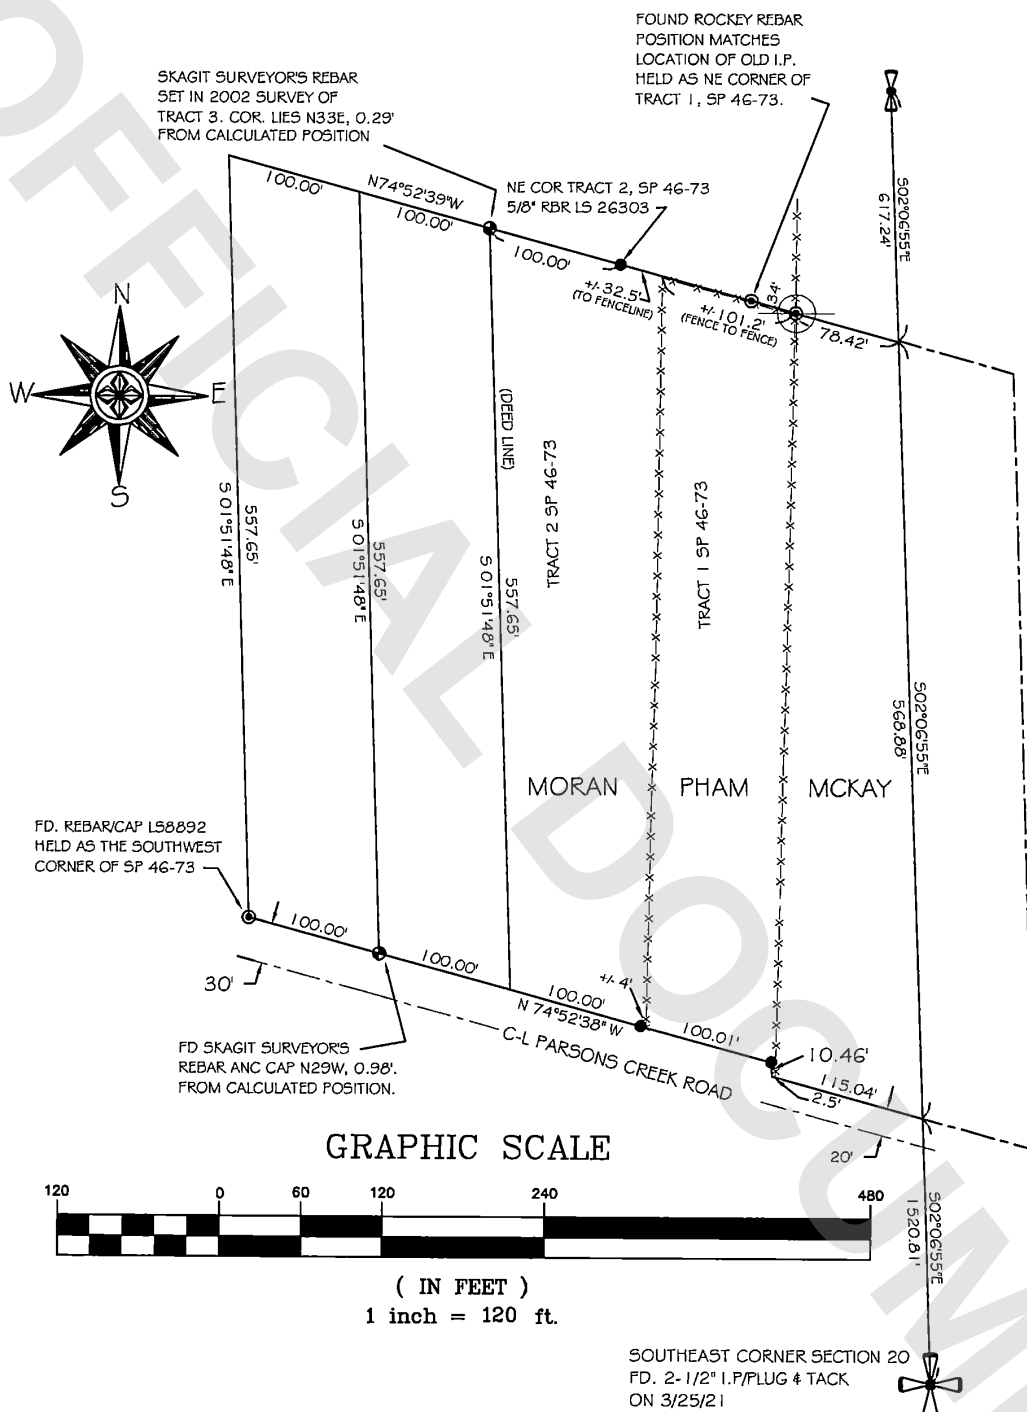 FOUND ROCKEY REBAR
POSITION MATCHES
LOCATION OF OLD I.P.
HELD AS NE CORNER OF
TRACT 1, SP 46-73.
SKAGIT SURVEYOR'S REBAR
SET IN 2002 SURVEY OF
TRACT 3. COR. LIES N33E, 0.29'
FROM CALCULATED POSITION
NE COR TRACT 2, SP 46-73
5/8" RBR LS 26303
S02°06'55"E
617.24'
100.00'
N74°52'39"W
100.00'
100.00'
+/-32.5'
(TO FENCELINE)
34'
+/-101.2'
(FENCE TO FENCE)
78.42'
N
W
E
S
557.65'
S 01°51'48" E
557.65'
S 01°51'48" E
(DEED LINE)
557.65'
S 01°51'48" E
TRACT 2 SP 46-73
TRACT 1 SP 46-73
S02°06'55"E
568.88'
MORAN
PHAM
MCKAY
FD. REBAR/CAP LS8892
HELD AS THE SOUTHWEST
CORNER OF SP 46-73
100.00'
100.00'
100.00'
N 74°52'38" W
+/-4'
100.01'
10.46'
115.04'
2.5'
30'
20'
C-L PARSONS CREEK ROAD
FD SKAGIT SURVEYOR'S
REBAR ANC CAP N29W, 0.98'.
FROM CALCULATED POSITION.
S02°06'55"E
1520.81'
GRAPHIC SCALE
120 0 60 120 240 480
( IN FEET )
1 inch = 120 ft.
SOUTHEAST CORNER SECTION 20
FD. 2-1/2" I.P/PLUG & TACK
ON 3/25/21
OFFICIAL DOCUM